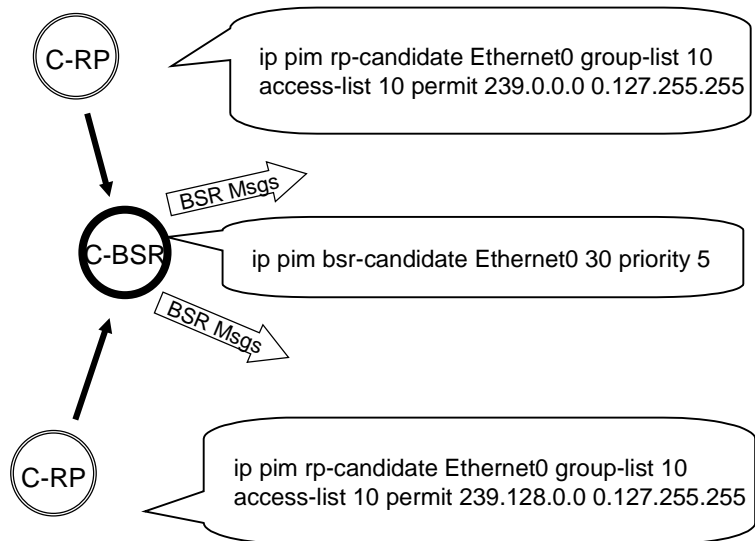 C-RP
ip pim rp-candidate Ethernet0 group-list 10
access-list 10 permit 239.0.0.0 0.127.255.255
BSR Msgs
C-BSR
ip pim bsr-candidate Ethernet0 30 priority 5
BSR Msgs
C-RP
ip pim rp-candidate Ethernet0 group-list 10
access-list 10 permit 239.128.0.0 0.127.255.255